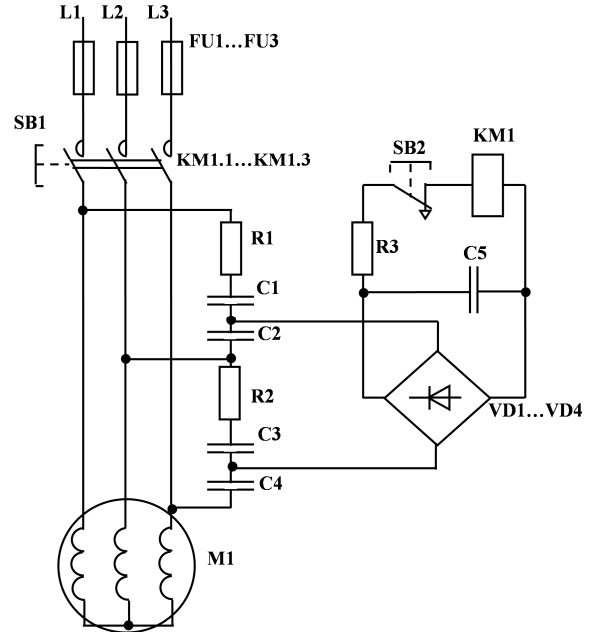 L1 L2 L3
FU1...FU3
SB1
KM1.1...KM1.3
SB2
KM1
R1
R3
C5
C1
C2
R2
VD1...VD4
C3
C4
M1